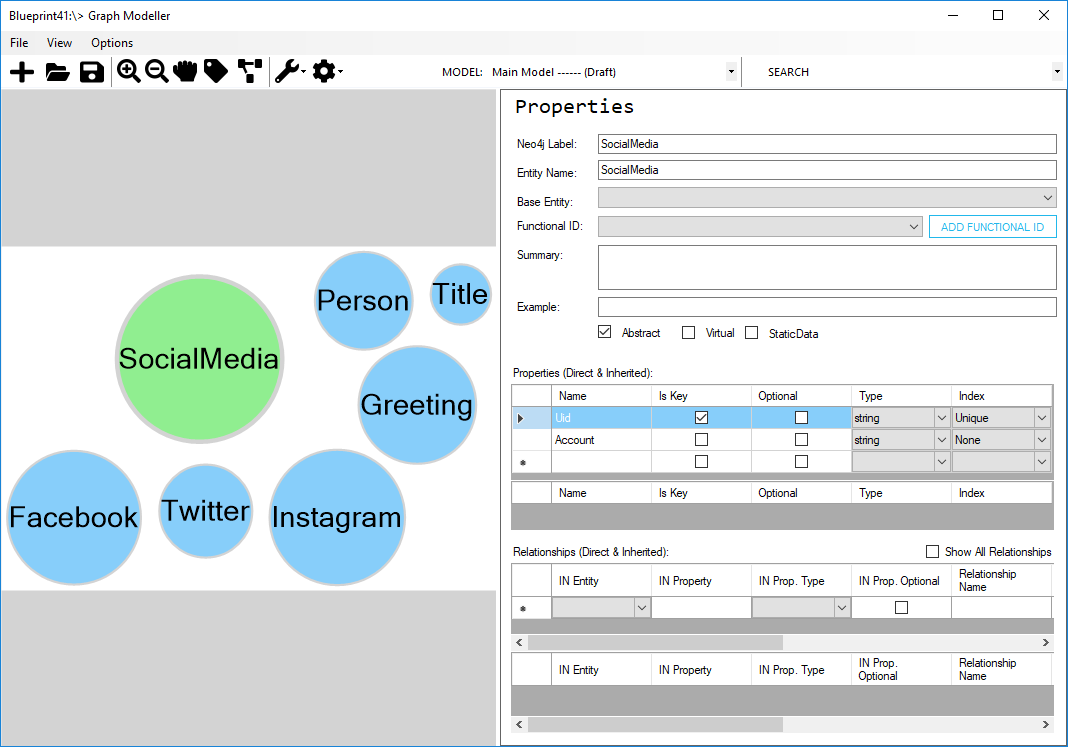 Blueprint41:\> Graph Modeller
File View Options
MODEL: Main Model ------ (Draft) SEARCH
Person
Title
SocialMedia
Greeting
Facebook
Twitter
Instagram
Properties
Neo4j Label: SocialMedia
Entity Name: SocialMedia
Base Entity:
Functional ID: ADD FUNCTIONAL ID
Summary:
Example:
Abstract Virtual StaticData
Properties (Direct & Inherited):
Name Is Key Optional Type Index
Uid string Unique
Account string None
Name Is Key Optional Type Index
Relationships (Direct & Inherited): Show All Relationships
IN Entity IN Property IN Prop. Type IN Prop. Optional Relationship
Name
IN Entity IN Property IN Prop. Type IN Prop.
Optional Relationship
Name